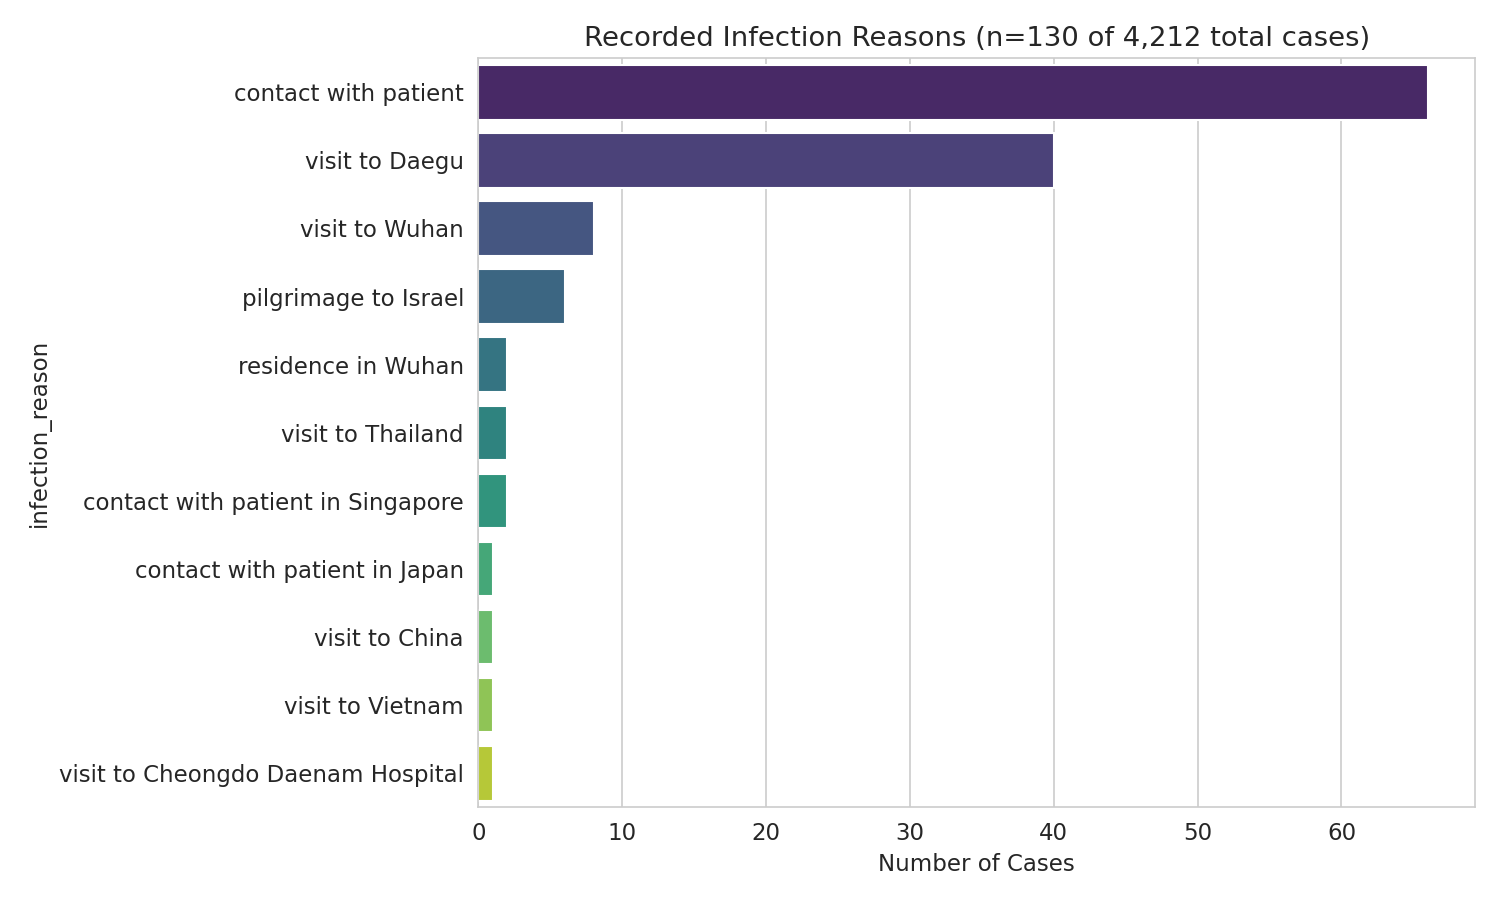 Recorded Infection Reasons (n=130 of 4,212 total cases)
infection_reason
contact with patient
visit to Daegu
visit to Wuhan
pilgrimage to Israel
residence in Wuhan
visit to Thailand
contact with patient in Singapore
contact with patient in Japan
visit to China
visit to Vietnam
visit to Cheongdo Daenam Hospital
0 10 20 30 40 50 60
Number of Cases